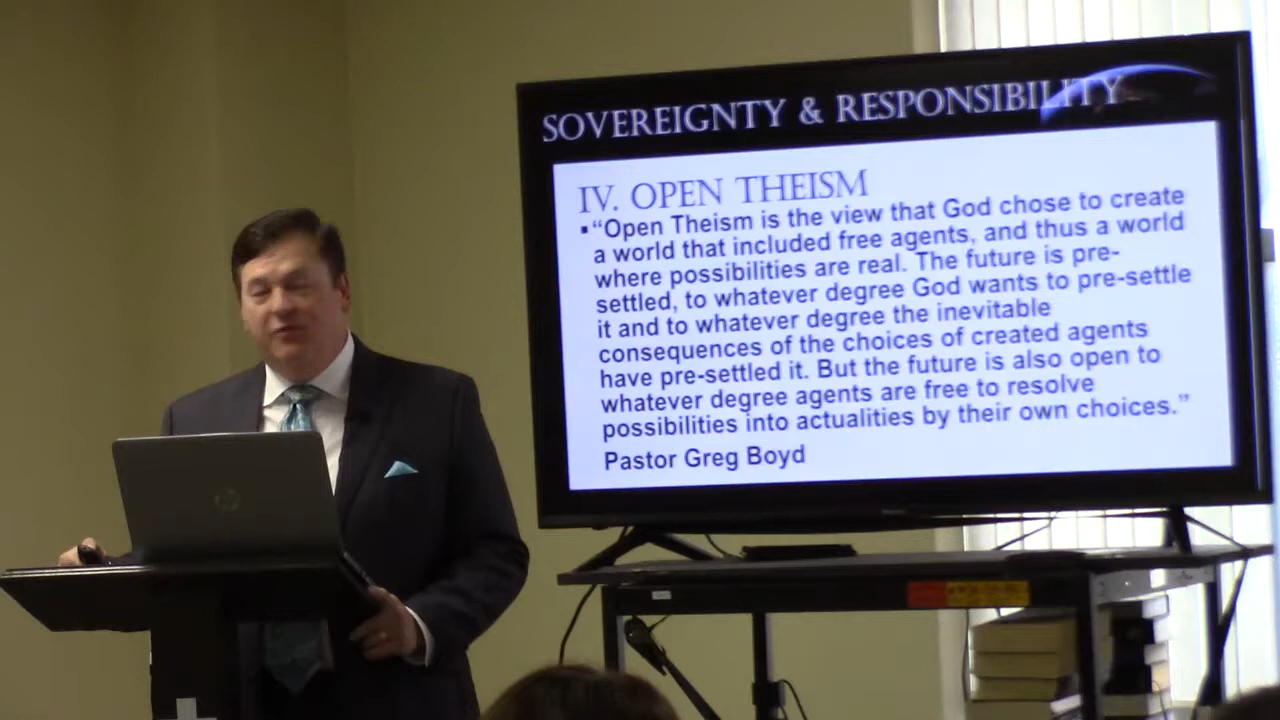 SOVEREIGNTY & RESPONSIBILITY
IV. OPEN THEISM
▪“Open Theism is the view that God chose to create
a world that included free agents, and thus a world
where possibilities are real. The future is pre-
settled, to whatever degree God wants to pre-settle
it and to whatever degree the inevitable
consequences of the choices of created agents
have pre-settled it. But the future is also open to
whatever degree agents are free to resolve
possibilities into actualities by their own choices.”
Pastor Greg Boyd
hp